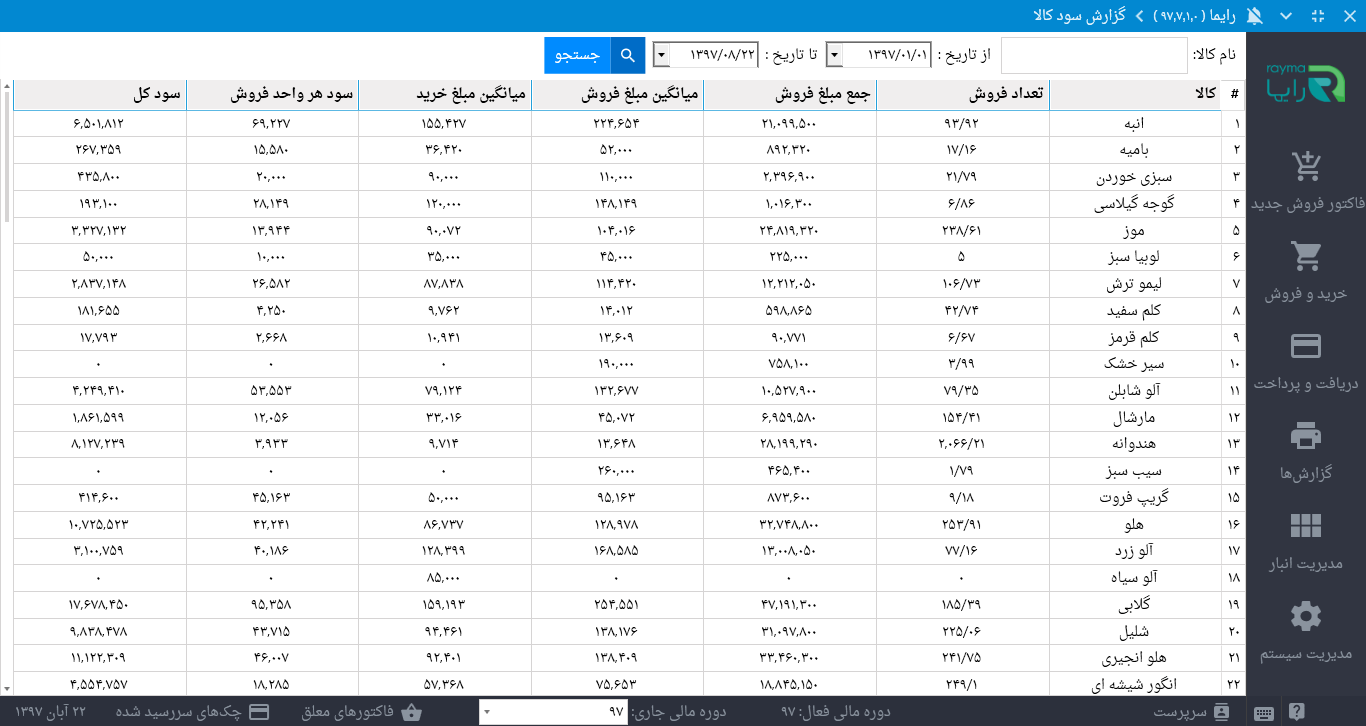 رایما ( ۹۷,۷,۱,۰ ) گزارش سود کالا
نام کالا: از تاریخ : ۱۳۹۷/۰۱/۰۱ تا تاریخ : ۱۳۹۷/۰۸/۲۲ جستجو
rayma
رایما
فاکتور فروش جدید
خرید و فروش
دریافت و پرداخت
گزارش‌ها
مدیریت انبار
مدیریت سیستم
# کالا تعداد فروش جمع مبلغ فروش میانگین مبلغ فروش میانگین مبلغ خرید سود هر واحد فروش سود کل
۱ انبه ۹۳/۹۲ ۲۱,۰۹۹,۵۰۰ ۲۲۴,۶۵۴ ۱۵۵,۴۲۷ ۶۹,۲۲۷ ۶,۵۰۱,۸۱۲
۲ بامیه ۱۷/۱۶ ۸۹۲,۳۲۰ ۵۲,۰۰۰ ۳۶,۴۲۰ ۱۵,۵۸۰ ۲۶۷,۳۵۹
۳ سبزی خوردن ۲۱/۷۹ ۲,۳۹۶,۹۰۰ ۱۱۰,۰۰۰ ۹۰,۰۰۰ ۲۰,۰۰۰ ۴۳۵,۸۰۰
۴ گوجه گیلاسی ۶/۸۶ ۱,۰۱۶,۳۰۰ ۱۴۸,۱۴۹ ۱۲۰,۰۰۰ ۲۸,۱۴۹ ۱۹۳,۱۰۰
۵ موز ۲۳۸/۶۱ ۲۴,۸۱۹,۳۲۰ ۱۰۴,۰۱۶ ۹۰,۰۷۲ ۱۳,۹۴۴ ۳,۳۲۷,۱۳۲
۶ لوبیا سبز ۵ ۲۲۵,۰۰۰ ۴۵,۰۰۰ ۳۵,۰۰۰ ۱۰,۰۰۰ ۵۰,۰۰۰
۷ لیمو ترش ۱۰۶/۷۳ ۱۲,۲۱۲,۰۵۰ ۱۱۴,۴۲۰ ۸۷,۸۳۸ ۲۶,۵۸۲ ۲,۸۳۷,۱۴۸
۸ کلم سفید ۴۲/۷۴ ۵۹۸,۸۶۵ ۱۴,۰۱۲ ۹,۷۶۲ ۴,۲۵۰ ۱۸۱,۶۵۵
۹ کلم قرمز ۶/۶۷ ۹۰,۷۷۱ ۱۳,۶۰۹ ۱۰,۹۴۱ ۲,۶۶۸ ۱۷,۷۹۳
۱۰ سیر خشک ۳/۹۹ ۷۵۸,۱۰۰ ۱۹۰,۰۰۰ ۰ ۰ ۰
۱۱ آلو شابلن ۷۹/۳۵ ۱۰,۵۲۷,۹۰۰ ۱۳۲,۶۷۷ ۷۹,۱۲۴ ۵۳,۵۵۳ ۴,۲۴۹,۴۱۰
۱۲ مارشال ۱۵۴/۴۱ ۶,۹۵۹,۵۸۰ ۴۵,۰۷۲ ۳۳,۰۱۶ ۱۲,۰۵۶ ۱,۸۶۱,۵۹۹
۱۳ هندوانه ۲,۰۶۶/۲۱ ۲۸,۱۹۹,۲۹۰ ۱۳,۶۴۸ ۹,۷۱۴ ۳,۹۳۳ ۸,۱۲۷,۲۳۹
۱۴ سیب سبز ۱/۷۹ ۴۶۵,۴۰۰ ۲۶۰,۰۰۰ ۰ ۰ ۰
۱۵ گریپ فروت ۹/۱۸ ۸۷۳,۶۰۰ ۹۵,۱۶۳ ۵۰,۰۰۰ ۴۵,۱۶۳ ۴۱۴,۶۰۰
۱۶ هلو ۲۵۳/۹۱ ۳۲,۷۴۸,۸۰۰ ۱۲۸,۹۷۸ ۸۶,۷۳۷ ۴۲,۲۴۱ ۱۰,۷۲۵,۵۲۳
۱۷ آلو زرد ۷۷/۱۶ ۱۳,۰۰۸,۰۵۰ ۱۶۸,۵۸۵ ۱۲۸,۳۹۹ ۴۰,۱۸۶ ۳,۱۰۰,۷۵۹
۱۸ آلو سیاه ۰ ۰ ۰ ۸۵,۰۰۰ ۰ ۰
۱۹ گلابی ۱۸۵/۳۹ ۴۷,۱۹۱,۳۰۰ ۲۵۴,۵۵۱ ۱۵۹,۱۹۳ ۹۵,۳۵۸ ۱۷,۶۷۸,۴۵۰
۲۰ شلیل ۲۲۵/۰۶ ۳۱,۰۹۷,۸۰۰ ۱۳۸,۱۷۶ ۹۴,۴۶۱ ۴۳,۷۱۵ ۹,۸۳۸,۴۷۸
۲۱ هلو انجیری ۲۴۱/۷۵ ۳۳,۴۶۰,۳۰۰ ۱۳۸,۴۰۹ ۹۲,۴۰۱ ۴۶,۰۰۷ ۱۱,۱۲۲,۳۰۹
۲۲ انگور شیشه ای ۲۴۹/۱ ۱۸,۸۴۵,۱۵۰ ۷۵,۶۵۳ ۵۷,۳۶۸ ۱۸,۲۸۵ ۴,۵۵۴,۷۵۷
سرپرست دوره مالی فعال: ۹۷ دوره مالی جاری: ۹۷ فاکتورهای معلق چک‌های سررسید شده ۲۲ آبان ۱۳۹۷